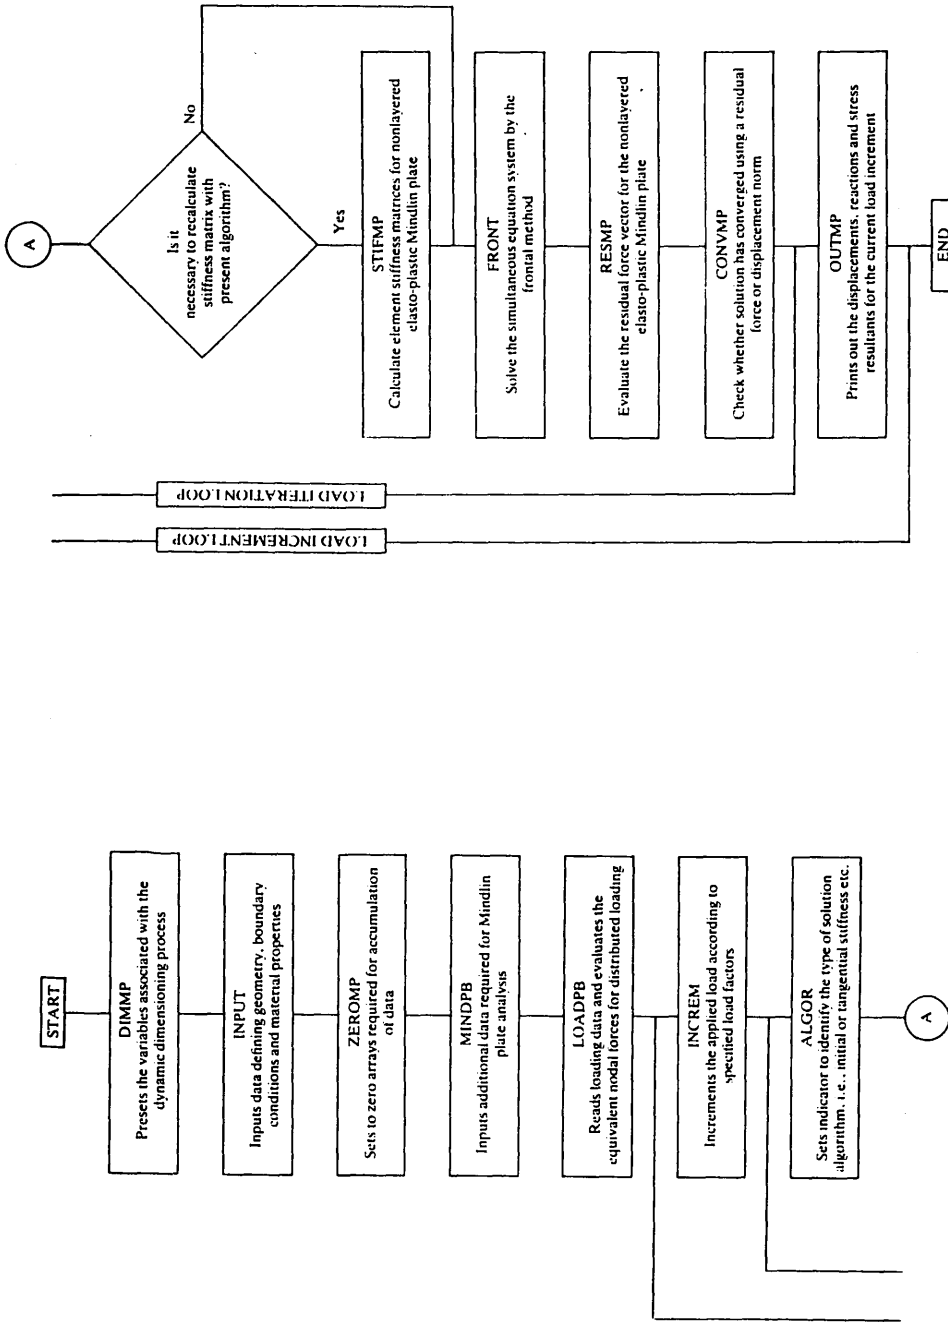 START
DIMMP
Presets the variables associated with the
dynamic dimensioning process
INPUT
Inputs data defining geometry, boundary
conditions and material properties
ZEROMP
Sets to zero arrays required for accumulation
of data
MINDPB
Inputs additional data required for Mindlin
plate analysis
LOADPB
Reads loading data and evaluates the
equivalent nodal forces for distributed loading
INCREM
Increments the applied load according to
specified load factors
ALGOR
Sets indicator to identify the type of solution
algorithm, i.e., initial or tangential stiffness etc.
A
LOAD INCREMENT LOOP
LOAD ITERATION LOOP
A
Is it
necessary to recalculate
stiffness matrix with
present algorithm?
No
Yes
STIFMP
Calculate element stiffness matrices for nonlayered
elasto-plastic Mindlin plate
FRONT
Solve the simultaneous equation system by the
frontal method
RESMP
Evaluate the residual force vector for the nonlayered
elasto-plastic Mindlin plate
CONVMP
Check whether solution has converged using a residual
force or displacement norm
OUTMP
Prints out the displacements, reactions and stress
resultants for the current load increment
END